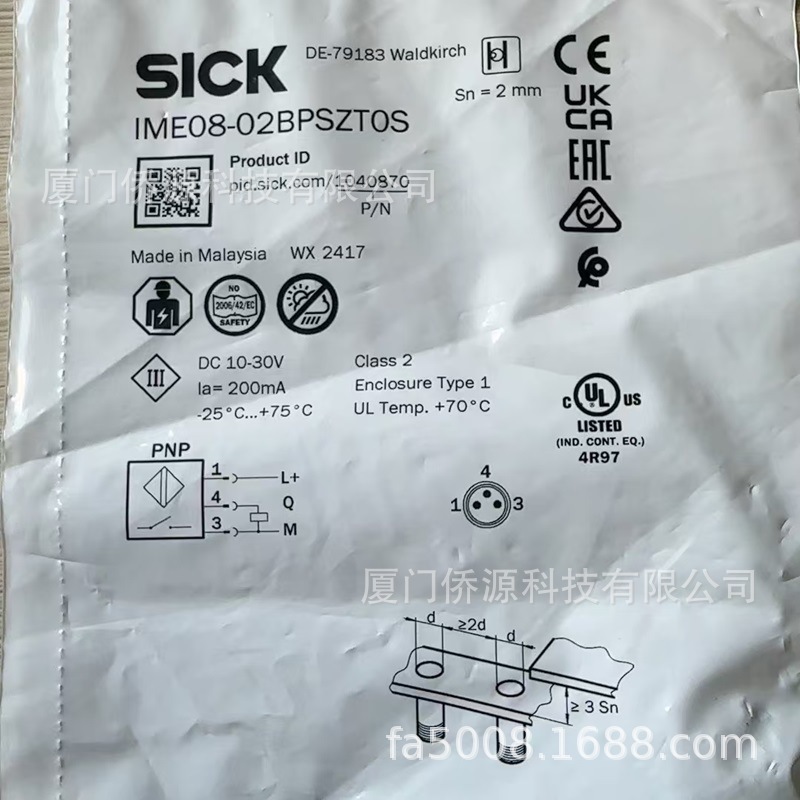 SICK
DE-79183 Waldkirch
Sn = 2 mm
CE
UK
CA
EAC
IME08-02BPSZT0S
Product ID
pid.sick.com/1040870
P/N
厦门侨源科技有限公司
Made in Malaysia WX 2417
NO
2006/42/EC
SAFETY
III
DC 10-30V
Ia= 200mA
-25°C...+75°C
Class 2
Enclosure Type 1
UL Temp. +70°C
c UL US
LISTED
(IND. CONT. EQ.)
4R97
PNP
1 L+
4 Q
3 M
4
1 3
厦门侨源科技有限公司
d ≥2d d
≥ 3 Sn
fa5008.1688.com